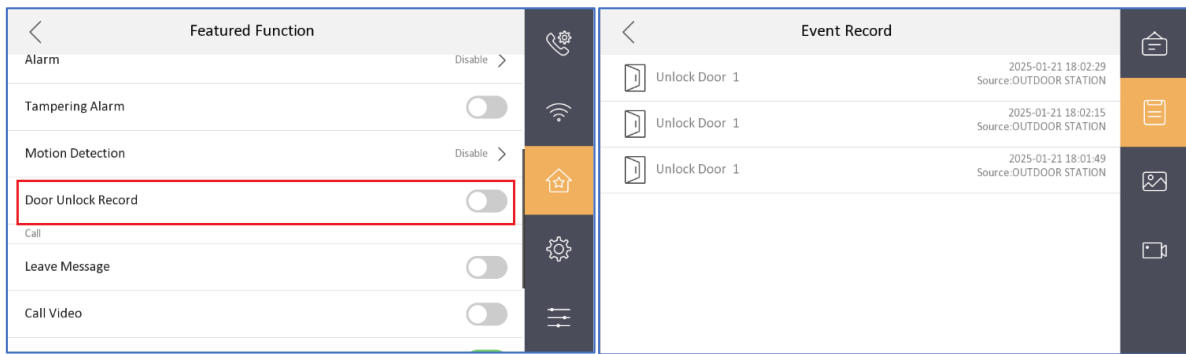 Featured Function
Alarm
Disable
Tampering Alarm
Motion Detection
Disable
Door Unlock Record
Call
Leave Message
Call Video
Event Record
Unlock Door 1
2025-01-21 18:02:29
Source:OUTDOOR STATION
Unlock Door 1
2025-01-21 18:02:15
Source:OUTDOOR STATION
Unlock Door 1
2025-01-21 18:01:49
Source:OUTDOOR STATION